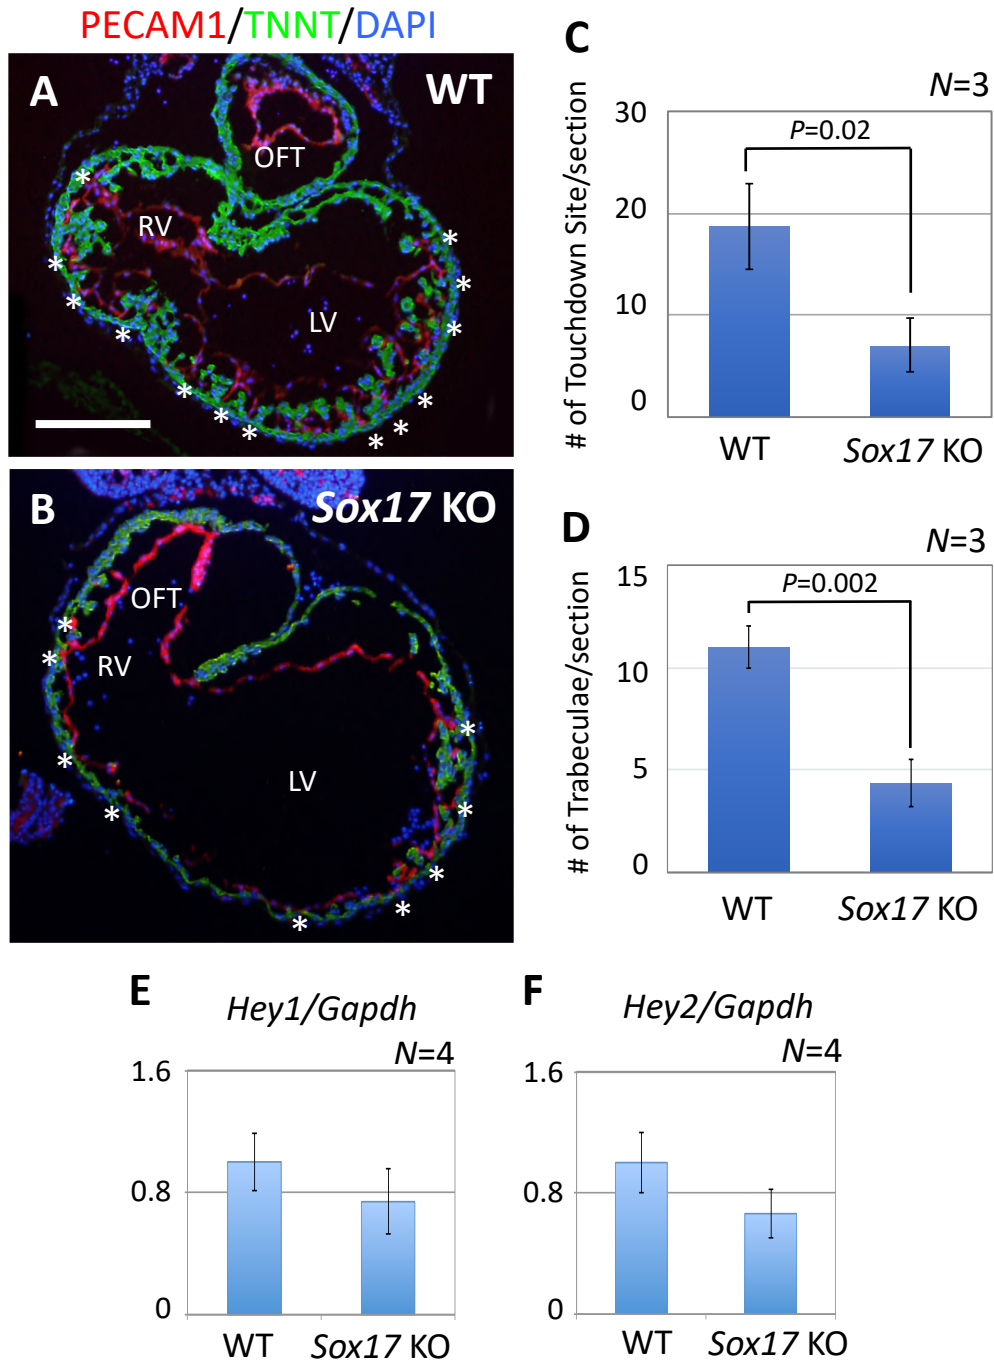 PECAM1/TNNT/DAPI
A
WT
OFT
RV
LV
*
*
*
*
*
*
*
*
*
*
*
*
*
B
Sox17 KO
OFT
RV
LV
*
*
*
*
*
*
*
*
*
C
N=3
# of Touchdown Site/section
30
20
10
0
P=0.02
WT
Sox17 KO
D
N=3
# of Trabeculae/section
15
10
5
0
P=0.002
WT
Sox17 KO
E
Hey1/Gapdh
N=4
1.6
0.8
0
WT
Sox17 KO
F
Hey2/Gapdh
N=4
1.6
0.8
0
WT
Sox17 KO